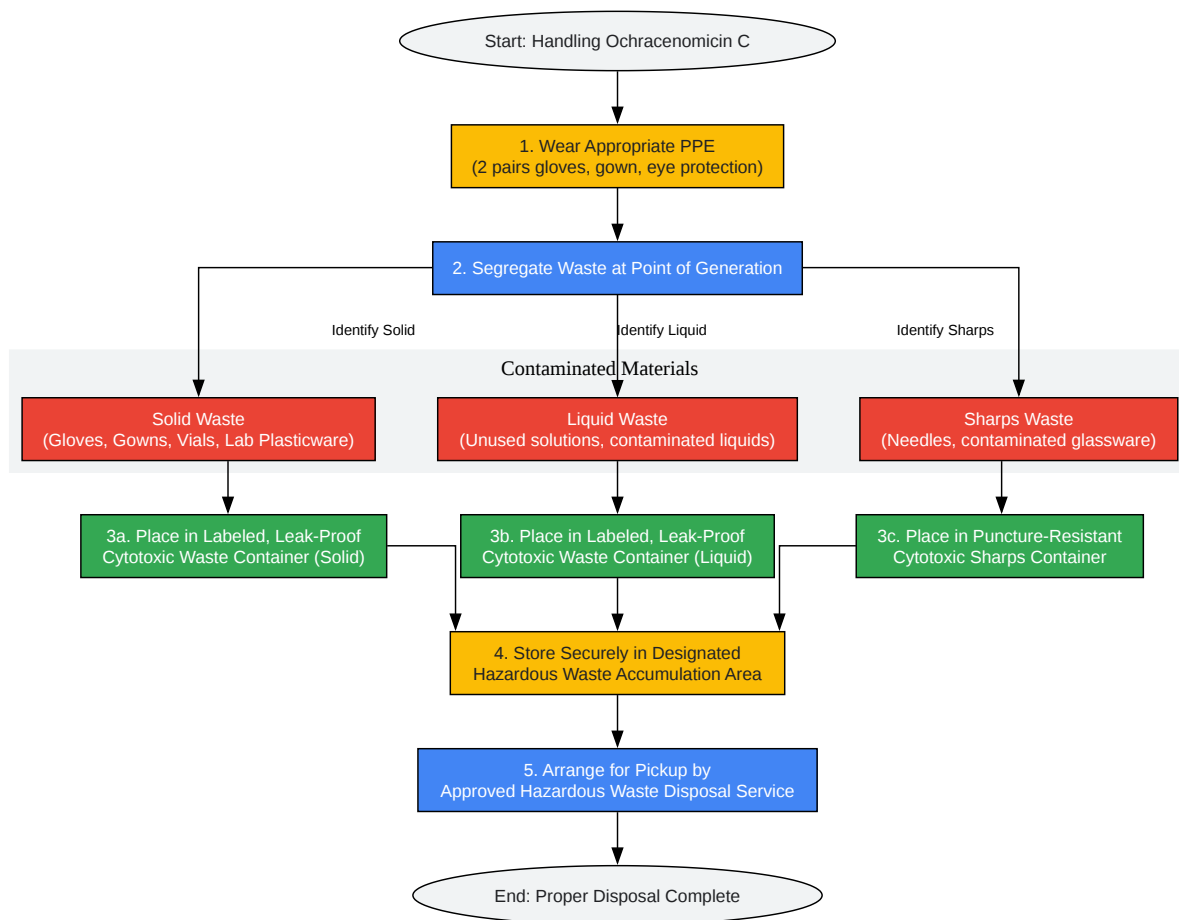 Start: Handling Ochracenomicin C
1. Wear Appropriate PPE
(2 pairs gloves, gown, eye protection)
2. Segregate Waste at Point of Generation
Identify Solid
Identify Liquid
Identify Sharps
Contaminated Materials
Solid Waste
(Gloves, Gowns, Vials, Lab Plasticware)
Liquid Waste
(Unused solutions, contaminated liquids)
Sharps Waste
(Needles, contaminated glassware)
3a. Place in Labeled, Leak-Proof
Cytotoxic Waste Container (Solid)
3b. Place in Labeled, Leak-Proof
Cytotoxic Waste Container (Liquid)
3c. Place in Puncture-Resistant
Cytotoxic Sharps Container
4. Store Securely in Designated
Hazardous Waste Accumulation Area
5. Arrange for Pickup by
Approved Hazardous Waste Disposal Service
End: Proper Disposal Complete